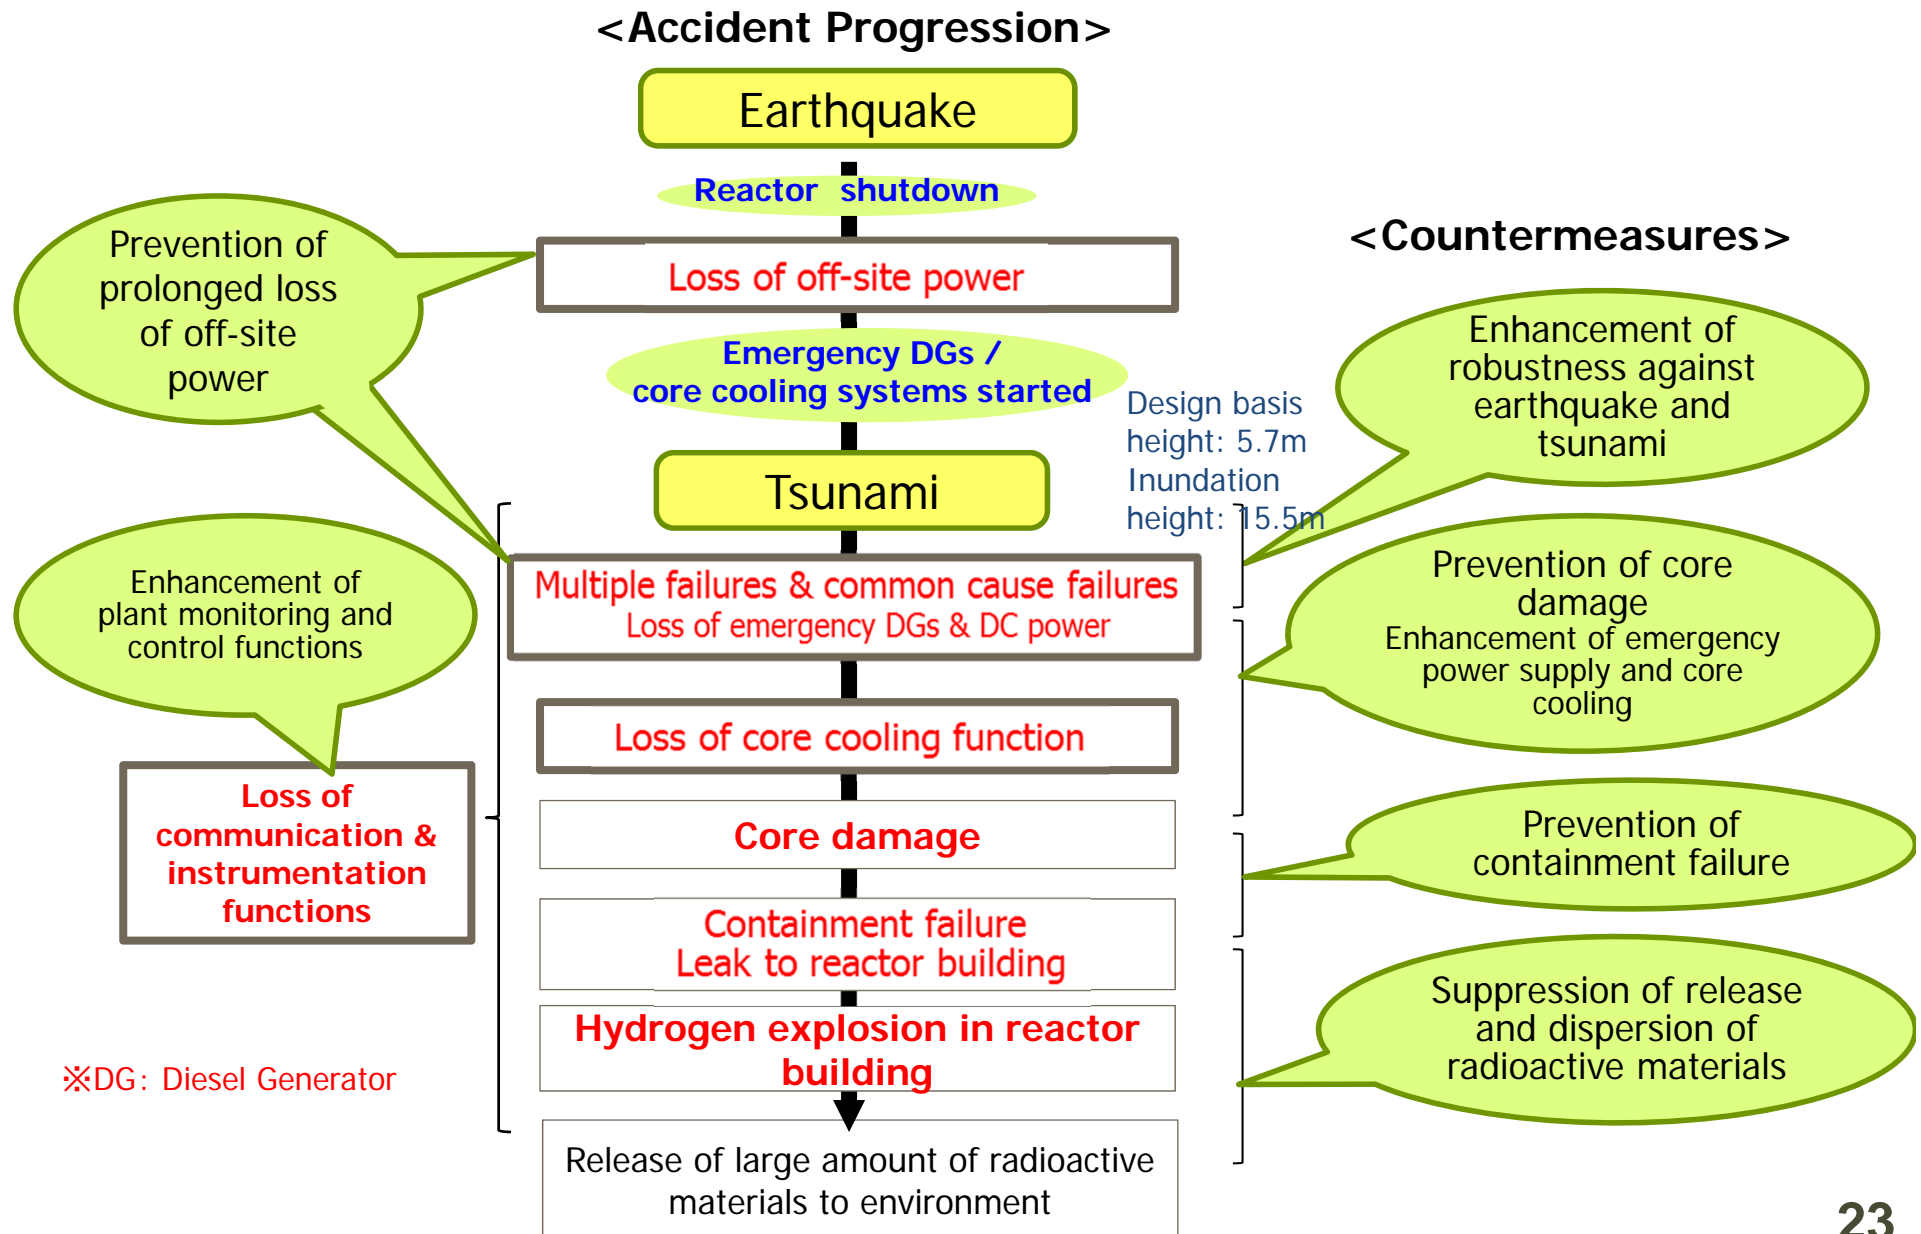 <Accident Progression>
Earthquake
Reactor shutdown
Prevention of
prolonged loss
of off-site
power
<Countermeasures>
Loss of off-site power
Emergency DGs /
core cooling systems started
Design basis
height: 5.7m
Inundation
height: 15.5m
Enhancement of
robustness against
earthquake and
tsunami
Tsunami
Enhancement of
plant monitoring and
control functions
Multiple failures & common cause failures
Loss of emergency DGs & DC power
Prevention of core
damage
Enhancement of emergency
power supply and core
cooling
Loss of core cooling function
Loss of
communication &
instrumentation
functions
Core damage
Prevention of
containment failure
Containment failure
Leak to reactor building
Hydrogen explosion in reactor
building
Suppression of release
and dispersion of
radioactive materials
※DG: Diesel Generator
Release of large amount of radioactive
materials to environment
23